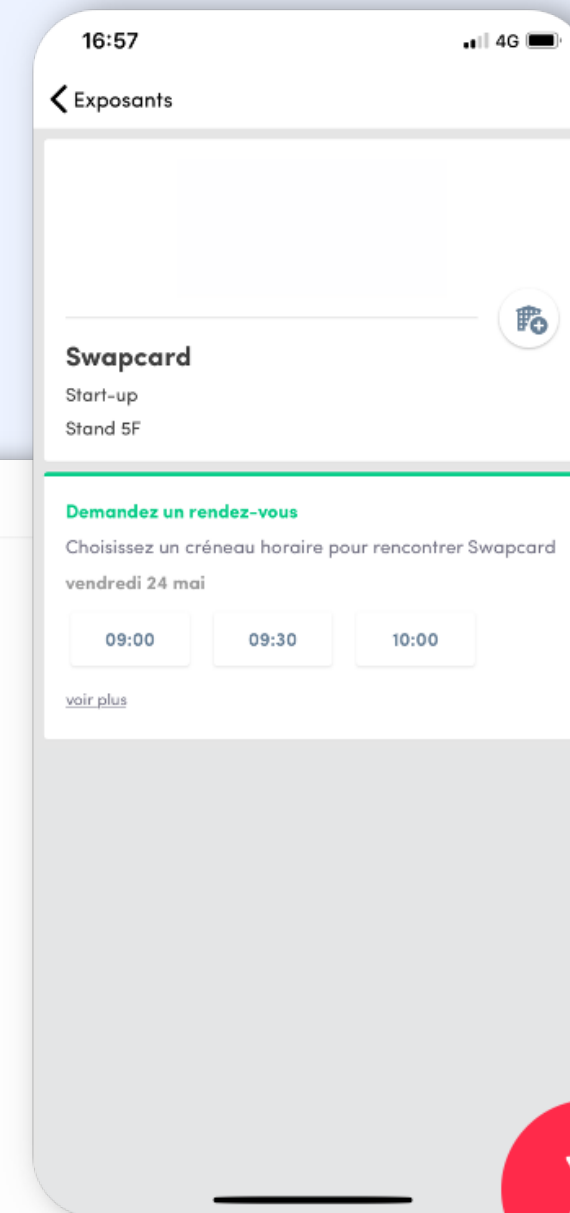 16:57
4G
Exposants
Swapcard
Start-up
Stand 5F
Demandez un rendez-vous
Choisissez un créneau horaire pour rencontrer Swapcard
vendredi 24 mai
09:00 09:30 10:00
voir plus